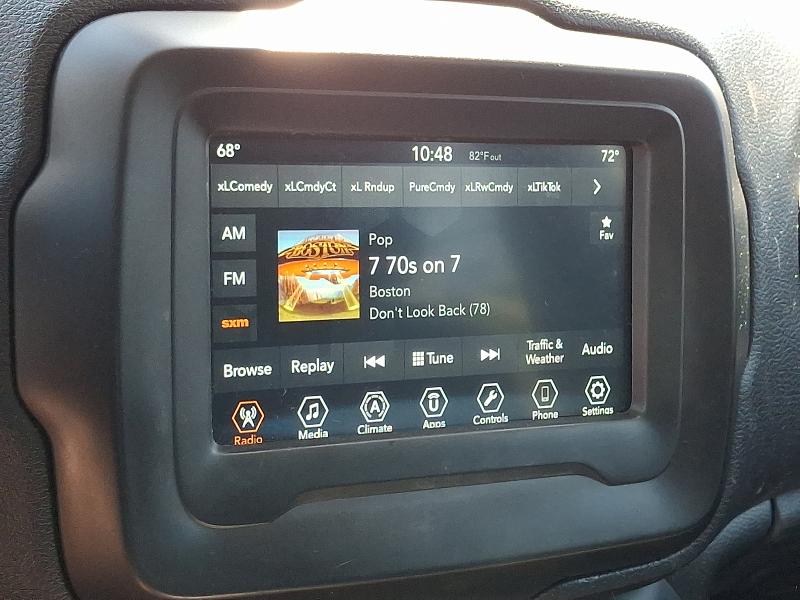 68° 10:48 82°F out 72°
xLComedy xLCmdyCt xL Rndup PureCmdy xLRwCmdy xLTikTok
AM
FM
sxm
BOSTON
Pop
7 70s on 7
Boston
Don't Look Back (78)
Fav
Browse Replay Tune Traffic & Weather Audio
Radio Media Climate Apps Controls Phone Settings